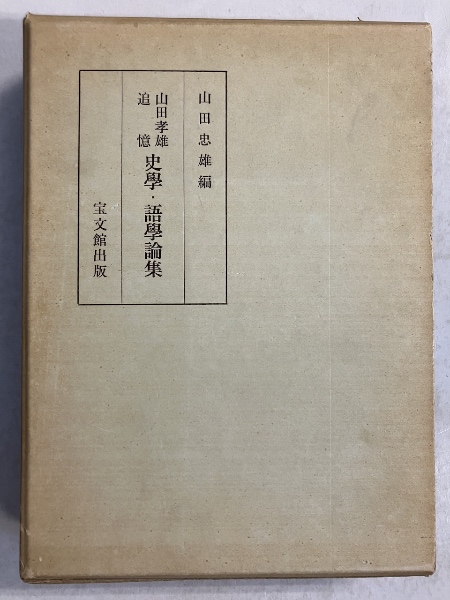 山田忠雄編
山田孝雄
追憶
史學・語學論集
宝文館出版